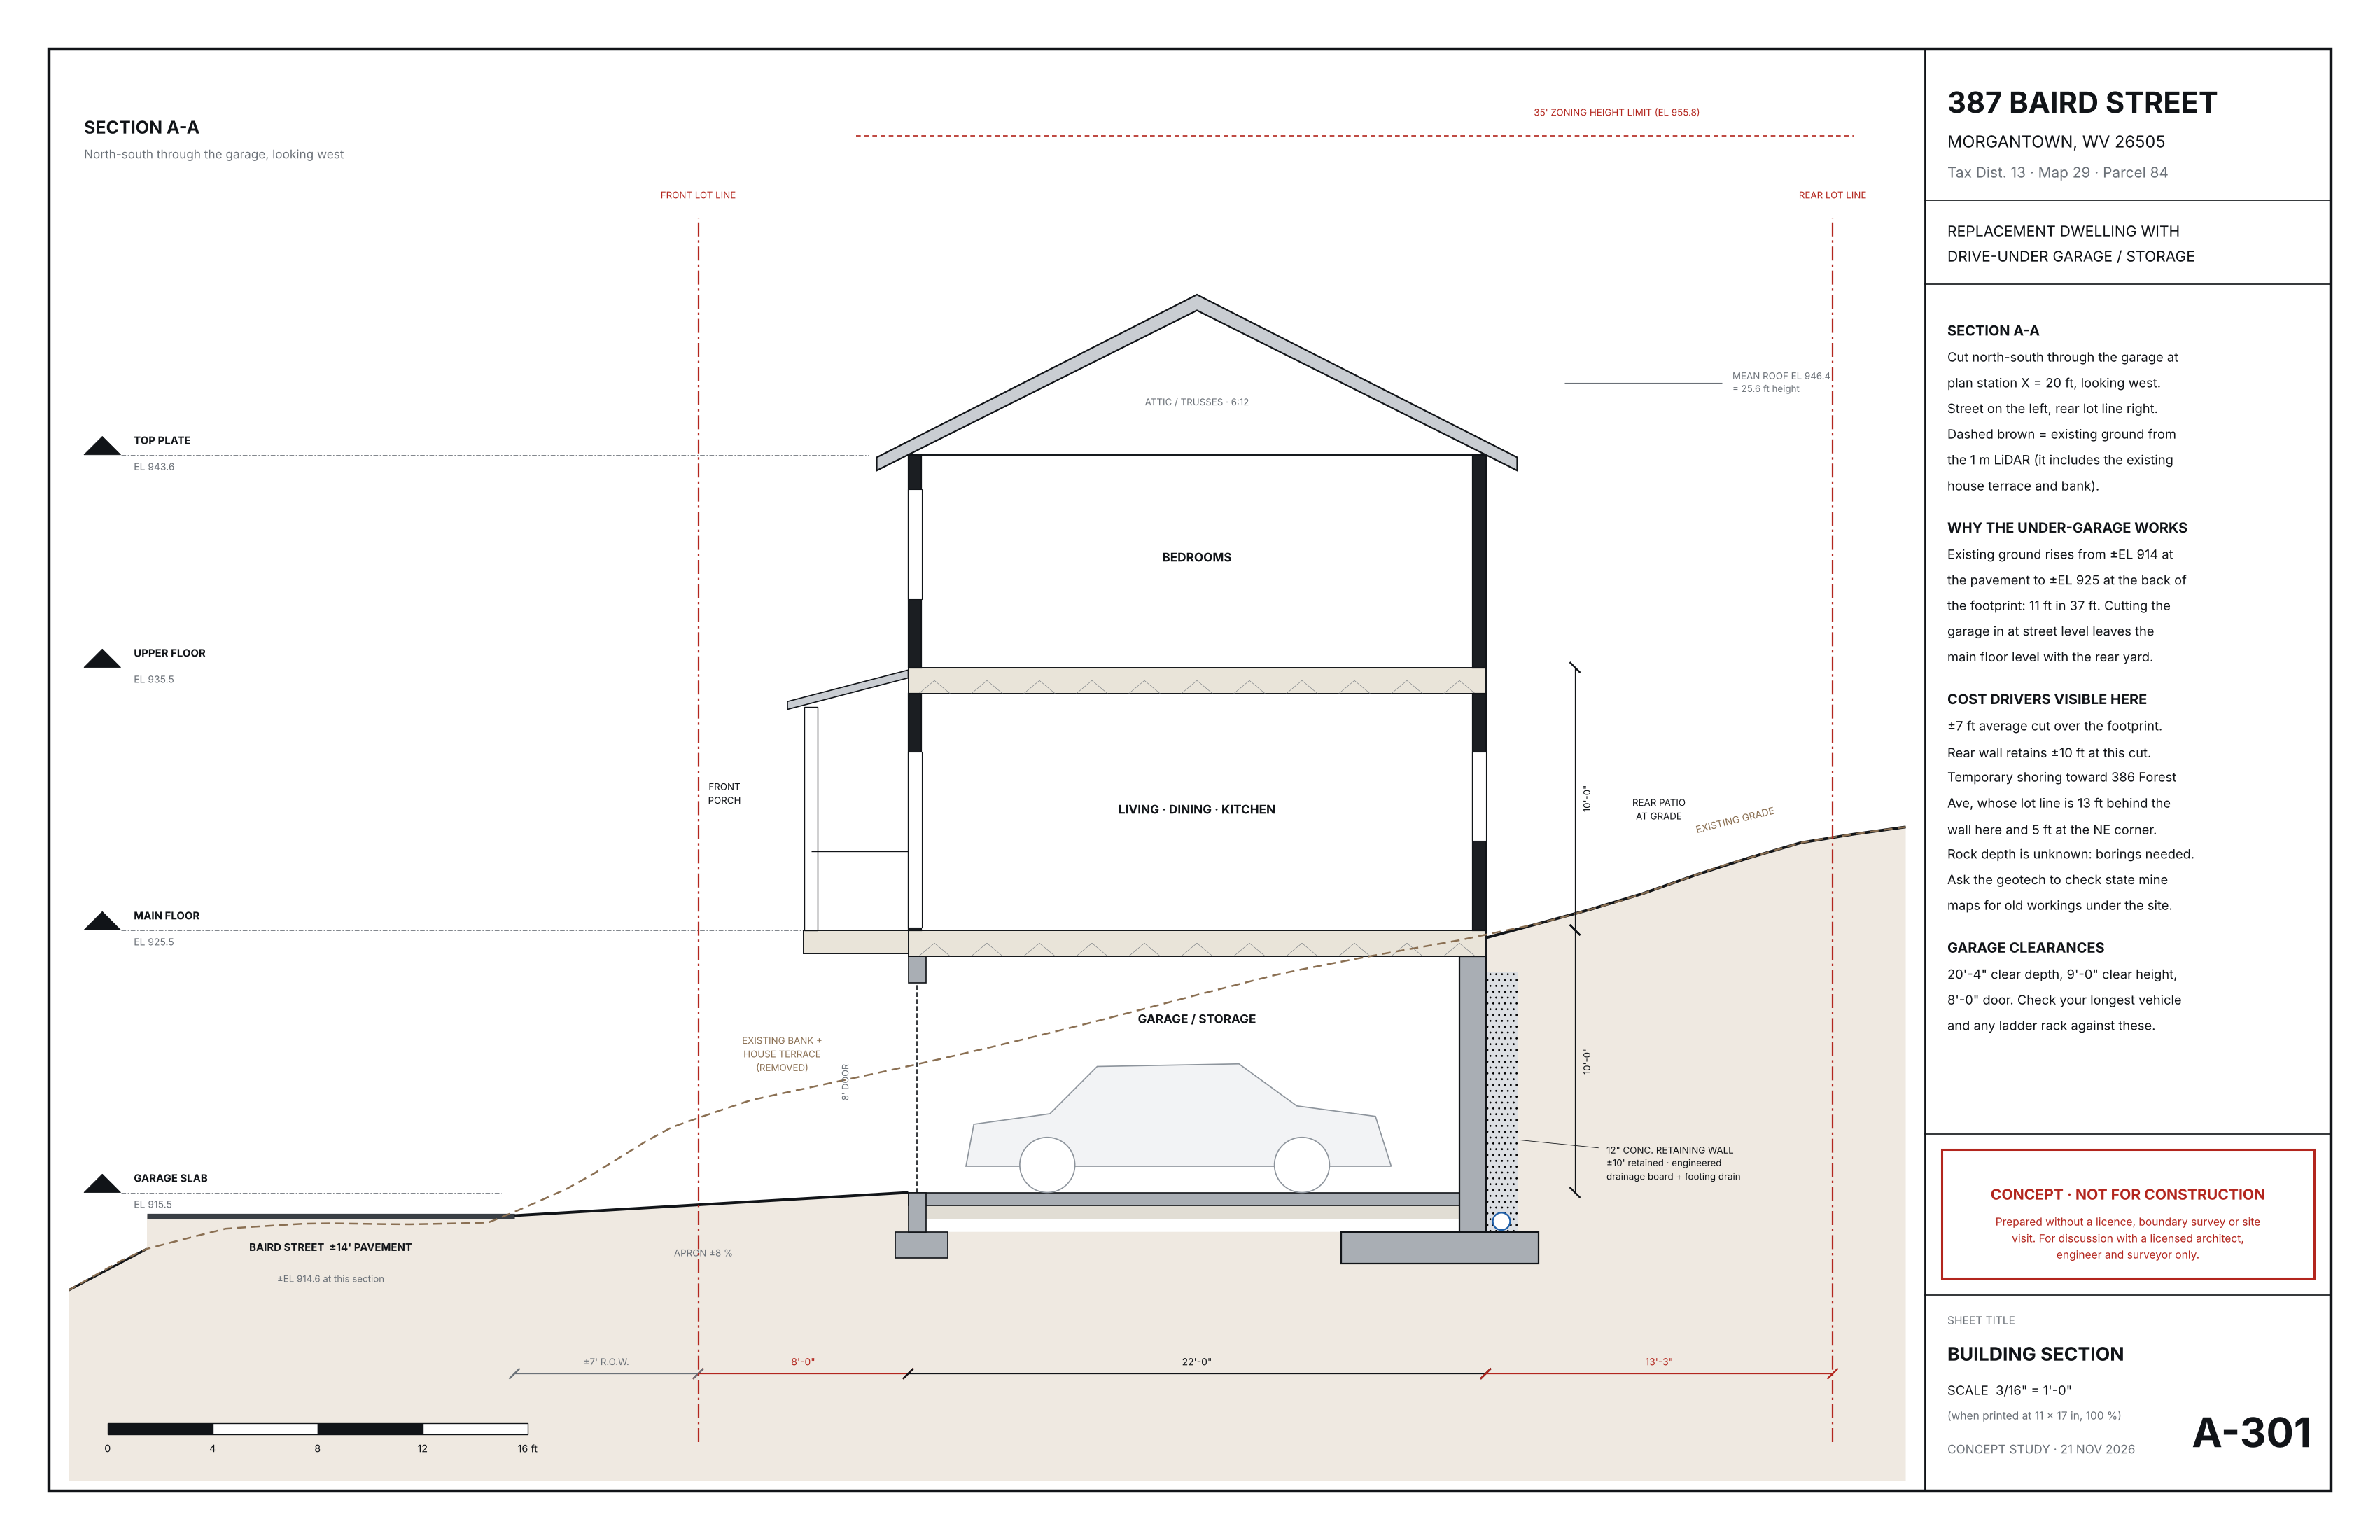 SECTION A-A
North-south through the garage, looking west
35' ZONING HEIGHT LIMIT (EL 955.8)
FRONT LOT LINE
REAR LOT LINE
MEAN ROOF EL 946.4
= 25.6 ft height
ATTIC / TRUSSES · 6:12
TOP PLATE
EL 943.6
BEDROOMS
UPPER FLOOR
EL 935.5
FRONT
PORCH
LIVING · DINING · KITCHEN
10'-0"
REAR PATIO
AT GRADE
EXISTING GRADE
MAIN FLOOR
EL 925.5
GARAGE / STORAGE
EXISTING BANK +
HOUSE TERRACE
(REMOVED)
8' DOOR
10'-0"
12" CONC. RETAINING WALL
±10' retained · engineered
drainage board + footing drain
GARAGE SLAB
EL 915.5
BAIRD STREET ±14' PAVEMENT
±EL 914.6 at this section
APRON ±8 %
±7' R.O.W.
8'-0"
22'-0"
13'-3"
0 4 8 12 16 ft
387 BAIRD STREET
MORGANTOWN, WV 26505
Tax Dist. 13 · Map 29 · Parcel 84
REPLACEMENT DWELLING WITH
DRIVE-UNDER GARAGE / STORAGE
SECTION A-A
Cut north-south through the garage at
plan station X = 20 ft, looking west.
Street on the left, rear lot line right.
Dashed brown = existing ground from
the 1 m LiDAR (it includes the existing
house terrace and bank).
WHY THE UNDER-GARAGE WORKS
Existing ground rises from ±EL 914 at
the pavement to ±EL 925 at the back of
the footprint: 11 ft in 37 ft. Cutting the
garage in at street level leaves the
main floor level with the rear yard.
COST DRIVERS VISIBLE HERE
±7 ft average cut over the footprint.
Rear wall retains ±10 ft at this cut.
Temporary shoring toward 386 Forest
Ave, whose lot line is 13 ft behind the
wall here and 5 ft at the NE corner.
Rock depth is unknown: borings needed.
Ask the geotech to check state mine
maps for old workings under the site.
GARAGE CLEARANCES
20'-4" clear depth, 9'-0" clear height,
8'-0" door. Check your longest vehicle
and any ladder rack against these.
CONCEPT · NOT FOR CONSTRUCTION
Prepared without a licence, boundary survey or site
visit. For discussion with a licensed architect,
engineer and surveyor only.
SHEET TITLE
BUILDING SECTION
SCALE 3/16" = 1'-0"
(when printed at 11 × 17 in, 100 %)
CONCEPT STUDY · 21 NOV 2026
A-301